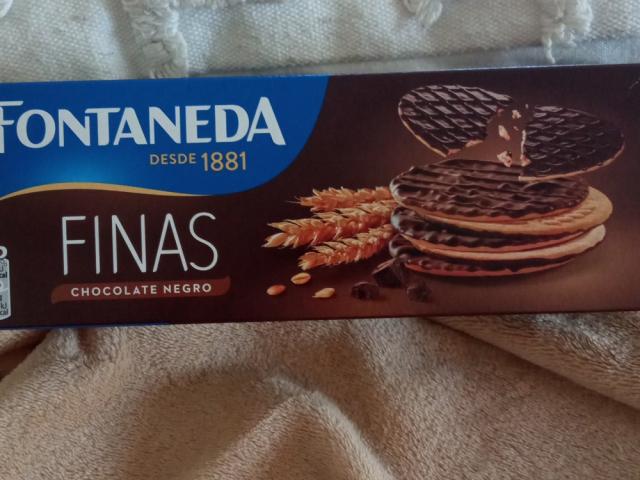 FONTANEDA
DESDE 1881
FINAS
CHOCOLATE NEGRO